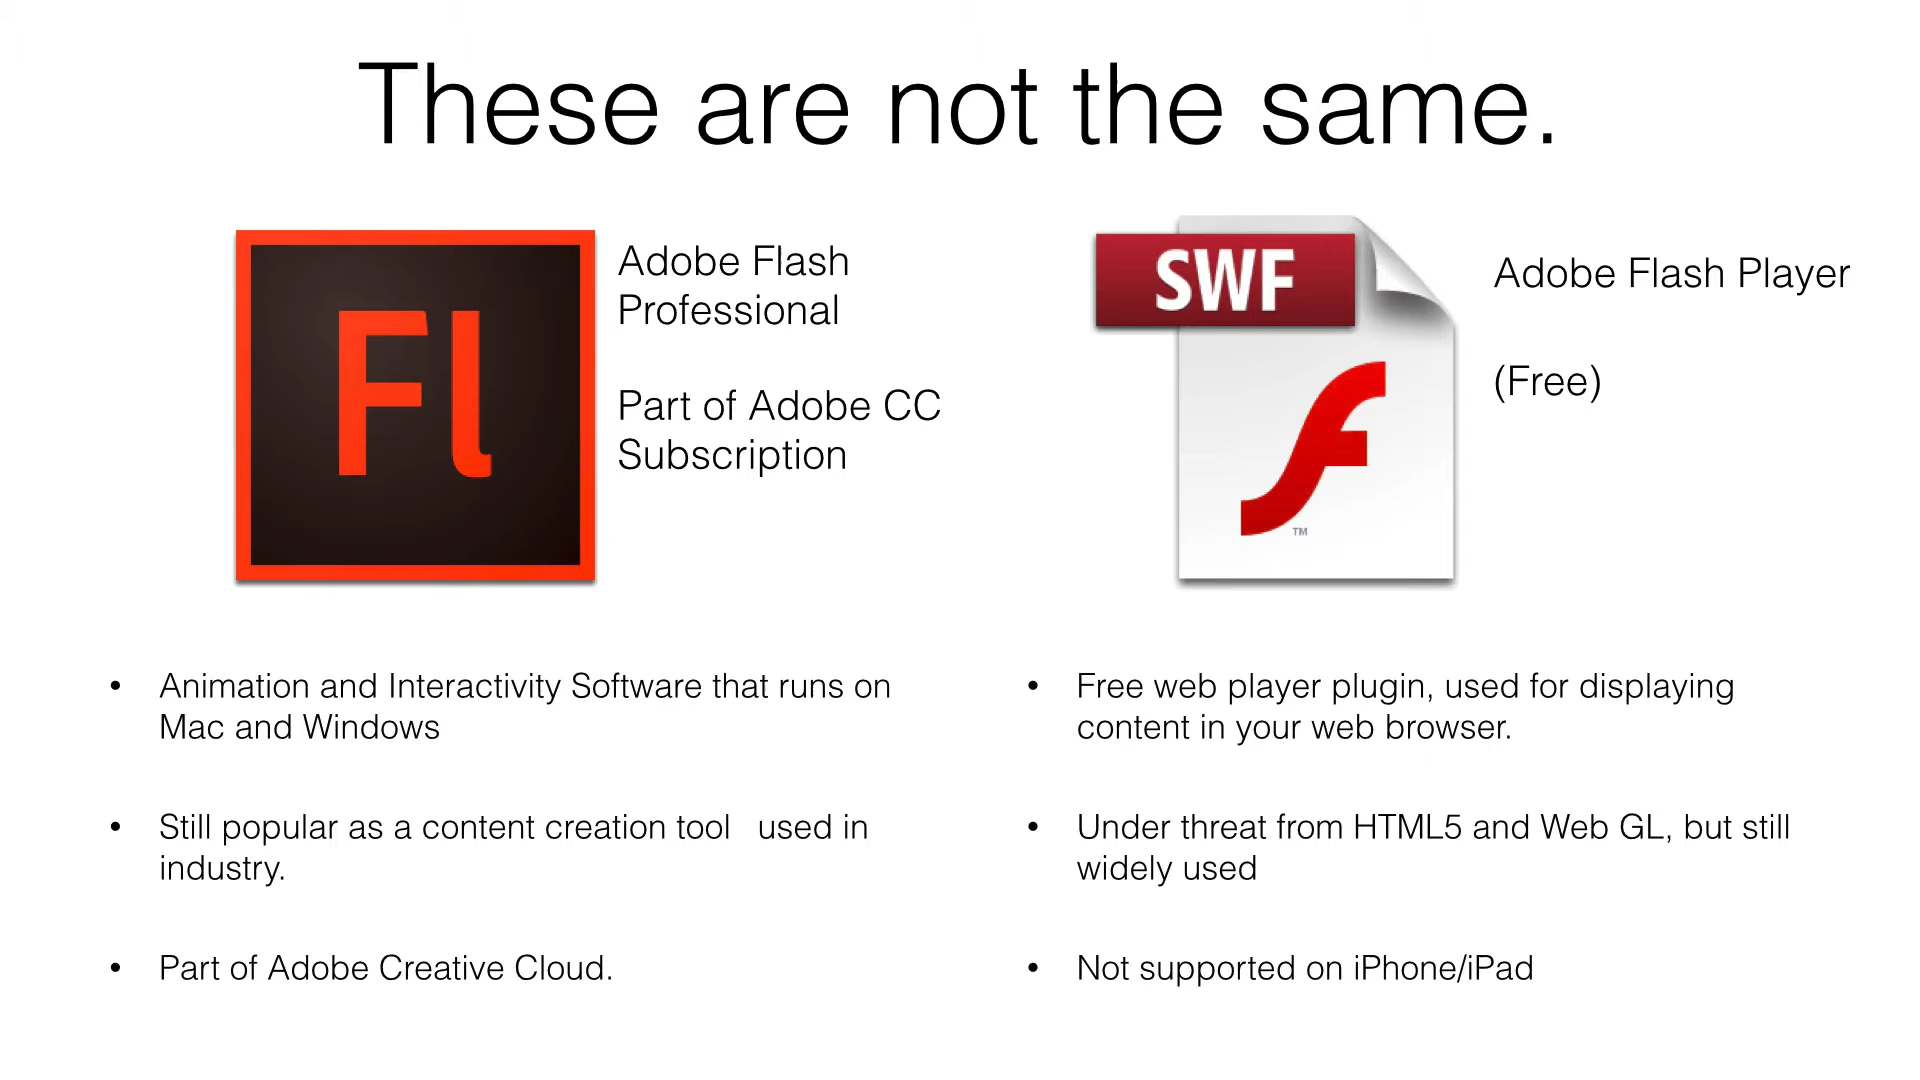 These are not the same.
Fl
Adobe Flash
Professional
Part of Adobe CC
Subscription
SWF
TM
Adobe Flash Player
(Free)
• Animation and Interactivity Software that runs on
Mac and Windows
• Still popular as a content creation tool   used in
industry.
• Part of Adobe Creative Cloud.
• Free web player plugin, used for displaying
content in your web browser.
• Under threat from HTML5 and Web GL, but still
widely used
• Not supported on iPhone/iPad